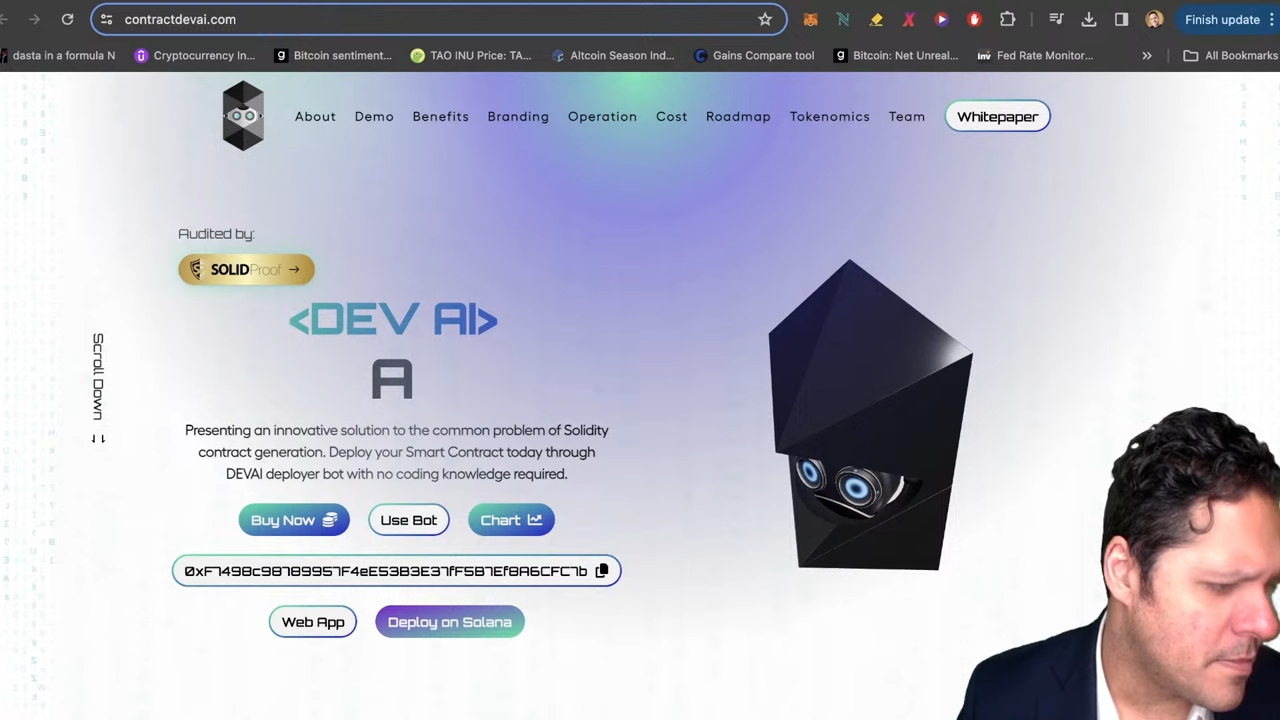 contractdevai.com
Finish update
dasta in a formula N
Cryptocurrency In...
Bitcoin sentiment...
TAO INU Price: TA...
Altcoin Season Ind...
Gains Compare tool
Bitcoin: Net Unreal...
inv
Fed Rate Monitor...
»
All Bookmarks
About
Demo
Benefits
Branding
Operation
Cost
Roadmap
Tokenomics
Team
Whitepaper
Audited by:
SOLIDProof →
<DEV AI>
A
Scroll Down
Presenting an innovative solution to the common problem of Solidity
contract generation. Deploy your Smart Contract today through
DEVAI deployer bot with no coding knowledge required.
Buy Now
Use Bot
Chart
Web App
Deploy on Solana